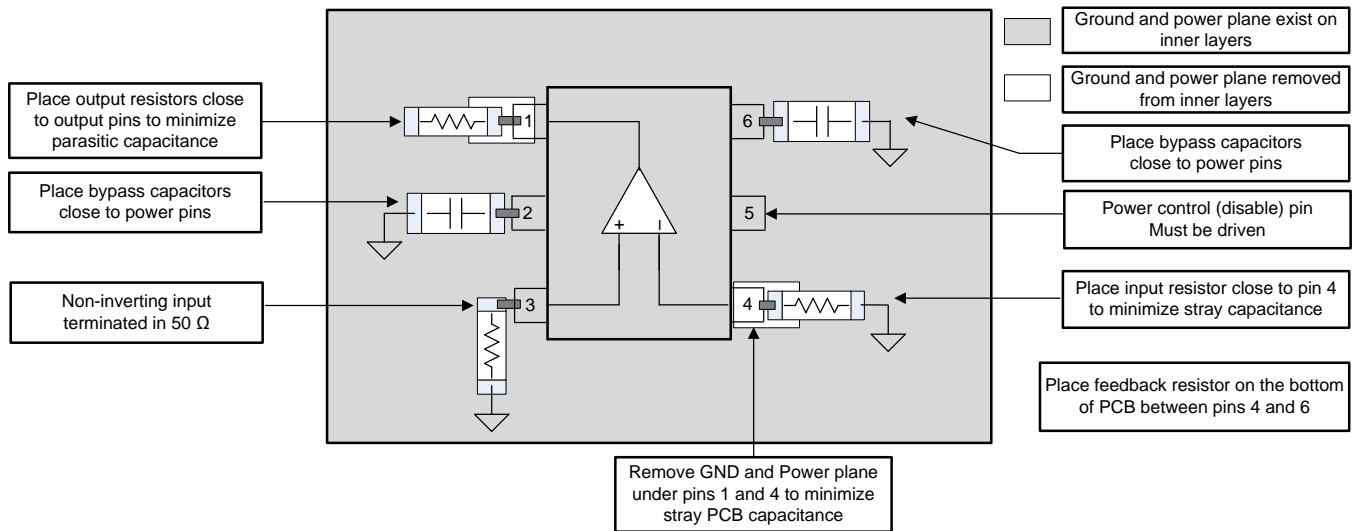 Ground and power plane exist on
inner layers
Ground and power plane removed
from inner layers
Place output resistors close
to output pins to minimize
parasitic capacitance
1
6
Place bypass capacitors
close to power pins
Place bypass capacitors
close to power pins
2
5
Power control (disable) pin
Must be driven
+
−
Non-inverting input
terminated in 50 Ω
3
4
Place input resistor close to pin 4
to minimize stray capacitance
Place feedback resistor on the bottom
of PCB between pins 4 and 6
Remove GND and Power plane
under pins 1 and 4 to minimize
stray PCB capacitance